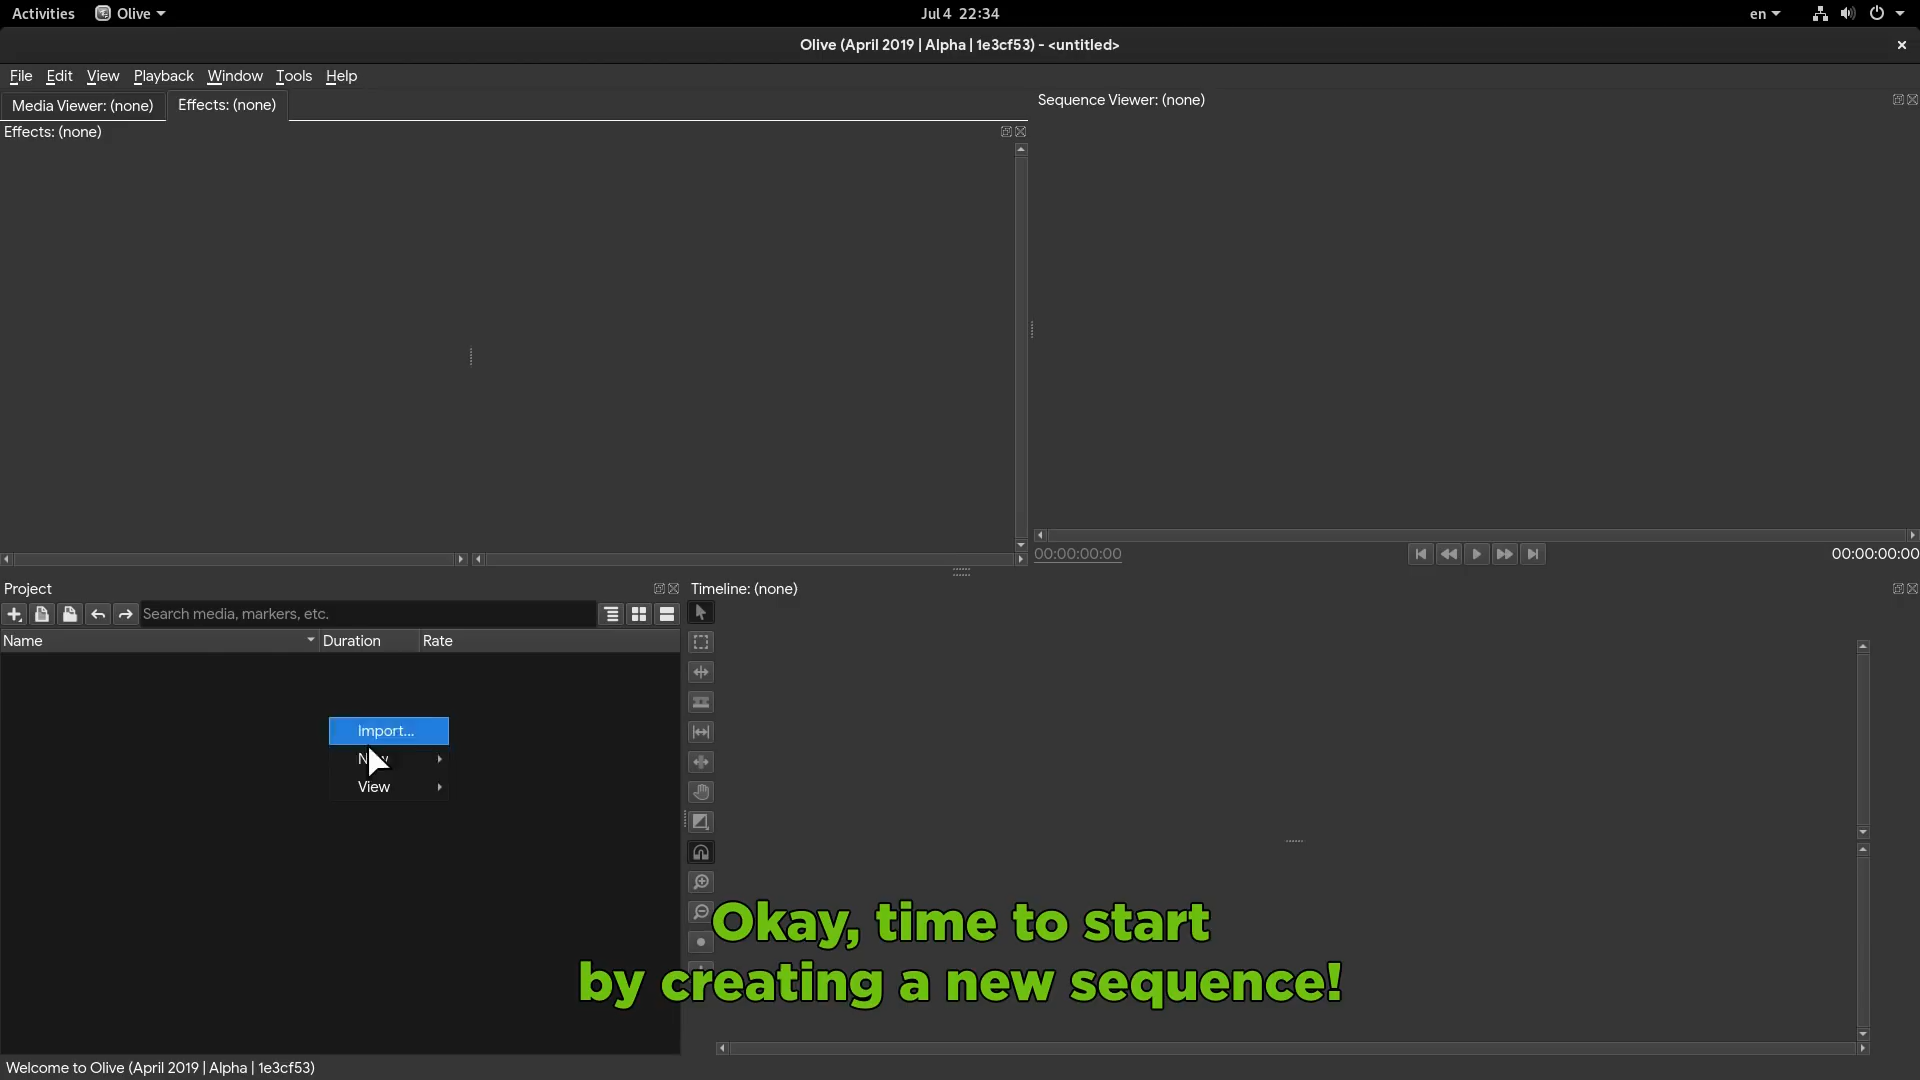 Activities
Olive
Jul 4 22:34
en
Olive (April 2019 | Alpha | 1e3cf53) - <untitled>
File Edit View Playback Window Tools Help
Media Viewer: (none)
Effects: (none)
Sequence Viewer: (none)
Effects: (none)
00:00:00:00
00:00:00:00
Project
Timeline: (none)
Search media, markers, etc.
Name
Duration
Rate
Import...
View
Okay, time to start
by creating a new sequence!
Welcome to Olive (April 2019 | Alpha | 1e3cf53)